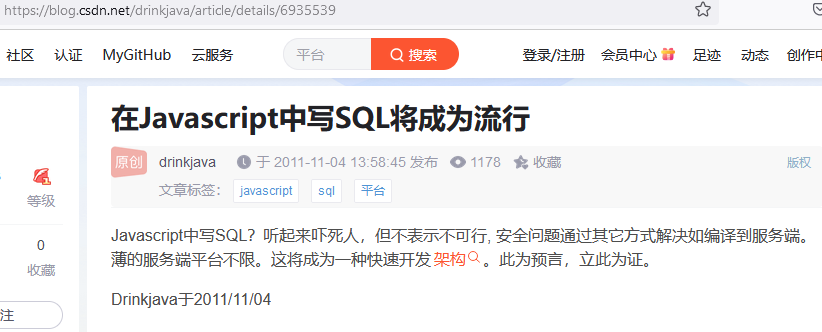 https://blog.csdn.net/drinkjava/article/details/6935539
社区 认证 MyGitHub 云服务 平台 搜索 登录/注册 会员中心 足迹 动态 创作中
在Javascript中写SQL将成为流行
原创 drinkjava 于 2011-11-04 13:58:45 发布 1178 收藏 版权
文章标签： javascript sql 平台
等级
0
收藏
注
Javascript中写SQL？听起来吓死人，但不表示不可行, 安全问题通过其它方式解决如编译到服务端。
薄的服务端平台不限。这将成为一种快速开发 架构 。此为预言，立此为证。
Drinkjava于2011/11/04